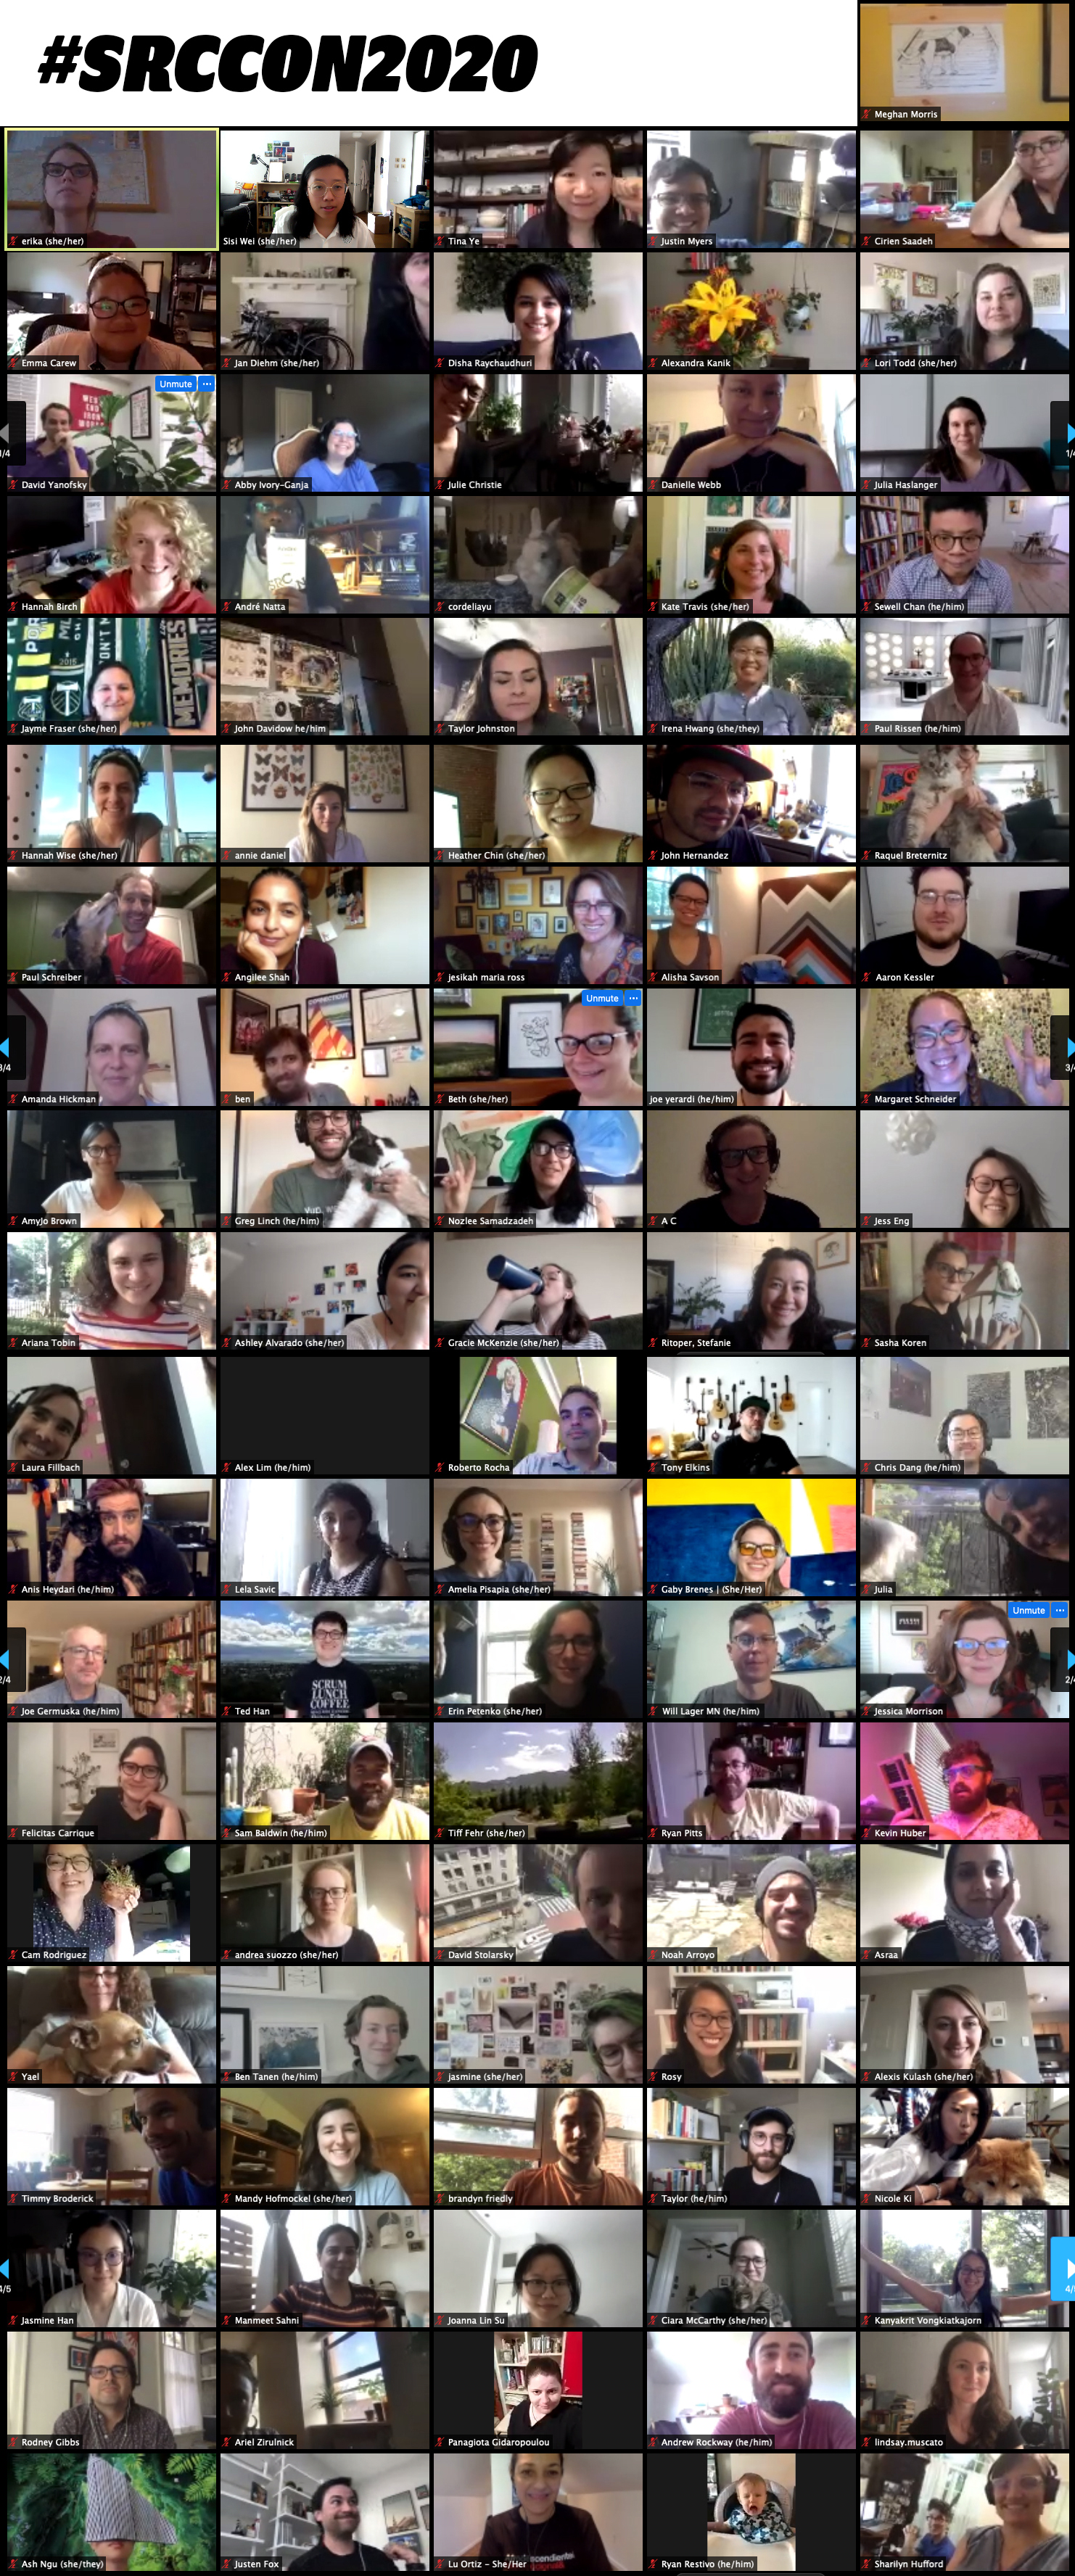 #SRCCON2020
Meghan Morris
erika (she/her)
Sisi Wei (she/her)
Tina Ye
Justin Myers
Cirien Saadeh
Emma Carew
Jan Diehm (she/her)
Disha Raychaudhuri
Alexandra Kanik
Lori Todd (she/her)
Unmute
1/4
David Yanofsky
Abby Ivory-Ganja
Julie Christie
Danielle Webb
Julia Haslanger
Hannah Birch
André Natta
cordeliayu
Kate Travis (she/her)
Sewell Chan (he/him)
2015
MEMORIES
Jayme Fraser (she/her)
John Davidow he/him
Taylor Johnston
Irena Hwang (she/they)
Paul Rissen (he/him)
Hannah Wise (she/her)
annie daniel
Heather Chin (she/her)
John Hernandez
Raquel Breternitz
Paul Schreiber
Angilee Shah
jesikah maria ross
Alisha Savson
Aaron Kessler
Unmute
3/4
Amanda Hickman
ben
Beth (she/her)
joe yerardi (he/him)
Margaret Schneider
AmyJo Brown
Greg Linch (he/him)
Nozlee Samadzadeh
A C
Jess Eng
Ariana Tobin
Ashley Alvarado (she/her)
Gracie McKenzie (she/her)
Ritoper, Stefanie
Sasha Koren
Laura Fillbach
Alex Lim (he/him)
Roberto Rocha
Tony Elkins
Chris Dang (he/him)
Anis Heydari (he/him)
Lela Savic
Amelia Pisapia (she/her)
Gaby Brenes | (She/Her)
Julia
Unmute
2/4
SCRUM
LUNCH
COFFEE
Joe Germuska (he/him)
Ted Han
Erin Petenko (she/her)
Will Lager MN (he/him)
Jessica Morrison
Felicitas Carrique
Sam Baldwin (he/him)
Tiff Fehr (she/her)
Ryan Pitts
Kevin Huber
Cam Rodriguez
andrea suozzo (she/her)
David Stolarsky
Noah Arroyo
Asraa
Yael
Ben Tanen (he/him)
jasmine (she/her)
Rosy
Alexis Kulash (she/her)
Timmy Broderick
Mandy Hofmockel (she/her)
brandyn friedly
Taylor (he/him)
Nicole Ki
4/5
Jasmine Han
Manmeet Sahni
Joanna Lin Su
Ciara McCarthy (she/her)
Kanyakrit Vongkiatkajorn
Rodney Gibbs
Ariel Zirulnick
Panagiota Gidaropoulou
Andrew Rockway (he/him)
lindsay.muscato
Ash Ngu (she/they)
Justen Fox
Lu Ortiz - She/Her
Ryan Restivo (he/him)
Sharilyn Hufford